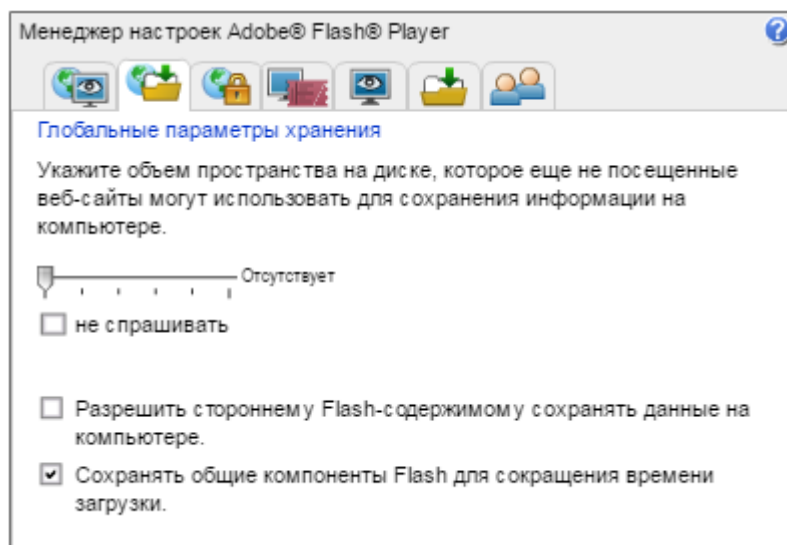 Менеджер настроек Adobe® Flash® Player
?
Глобальные параметры хранения
Укажите объем пространства на диске, которое еще не посещенные
веб-сайты могут использовать для сохранения информации на
компьютере.
Отсутствует
не спрашивать
Разрешить стороннему Flash-содержимому сохранять данные на
компьютере.
Сохранять общие компоненты Flash для сокращения времени
загрузки.